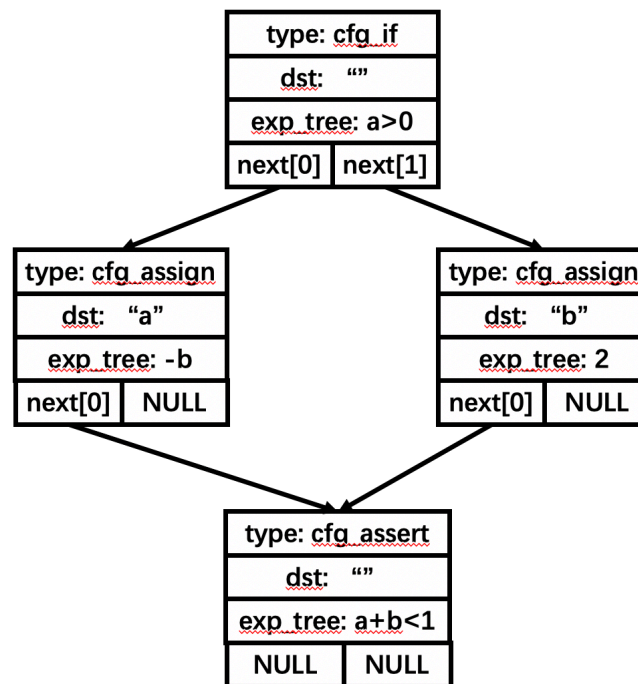 type: cfg_if
dst: “”
exp_tree: a>0
next[0] next[1]
type: cfg_assign
dst: “a”
exp_tree: -b
next[0] NULL
type: cfg_assign
dst: “b”
exp_tree: 2
next[0] NULL
type: cfg_assert
dst: “”
exp_tree: a+b<1
NULL NULL